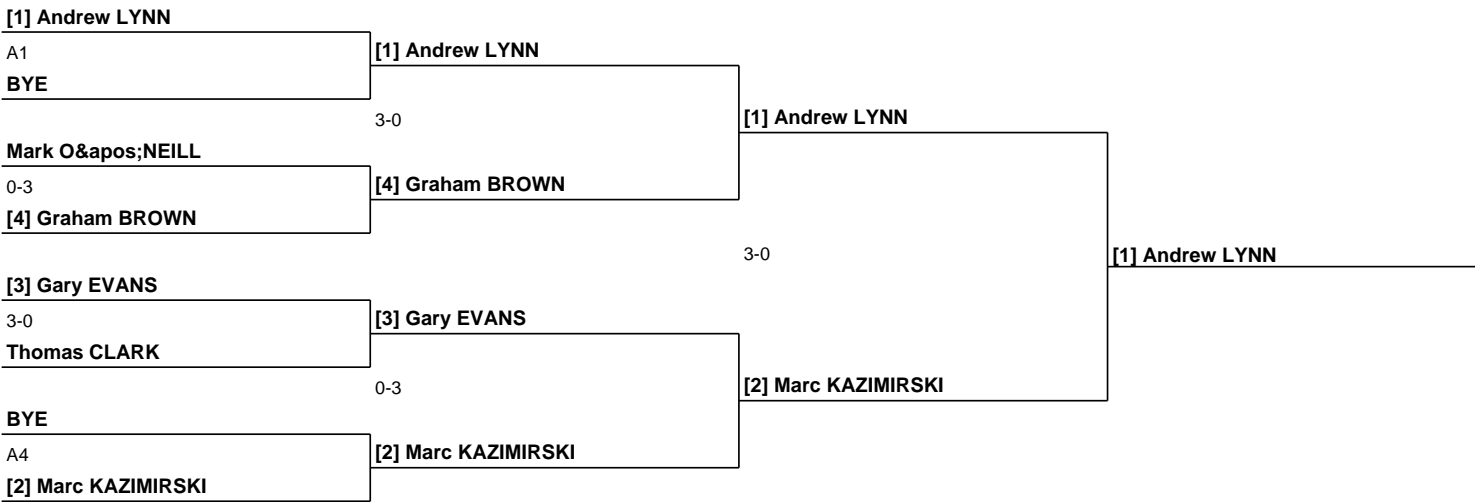 [1] Andrew LYNN
A1
BYE
Mark O&apos;NEILL
0-3
[4] Graham BROWN
[3] Gary EVANS
3-0
Thomas CLARK
BYE
A4
[2] Marc KAZIMIRSKI
[1] Andrew LYNN
3-0
[4] Graham BROWN
[3] Gary EVANS
0-3
[2] Marc KAZIMIRSKI
[1] Andrew LYNN
3-0
[2] Marc KAZIMIRSKI
[1] Andrew LYNN